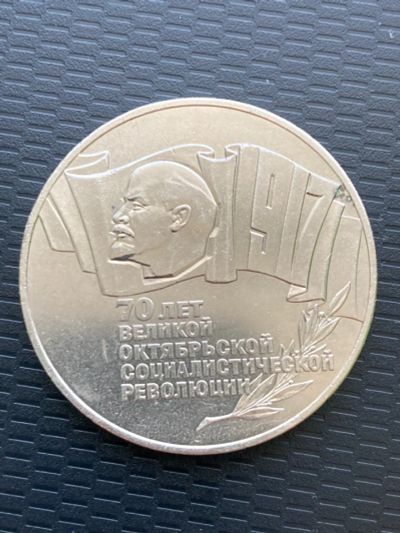 1917
70 ЛЕТ
ВЕЛИКОЙ
ОКТЯБРЬСКОЙ
СОЦИАЛИСТИЧЕСКОЙ
РЕВОЛЮЦИИ